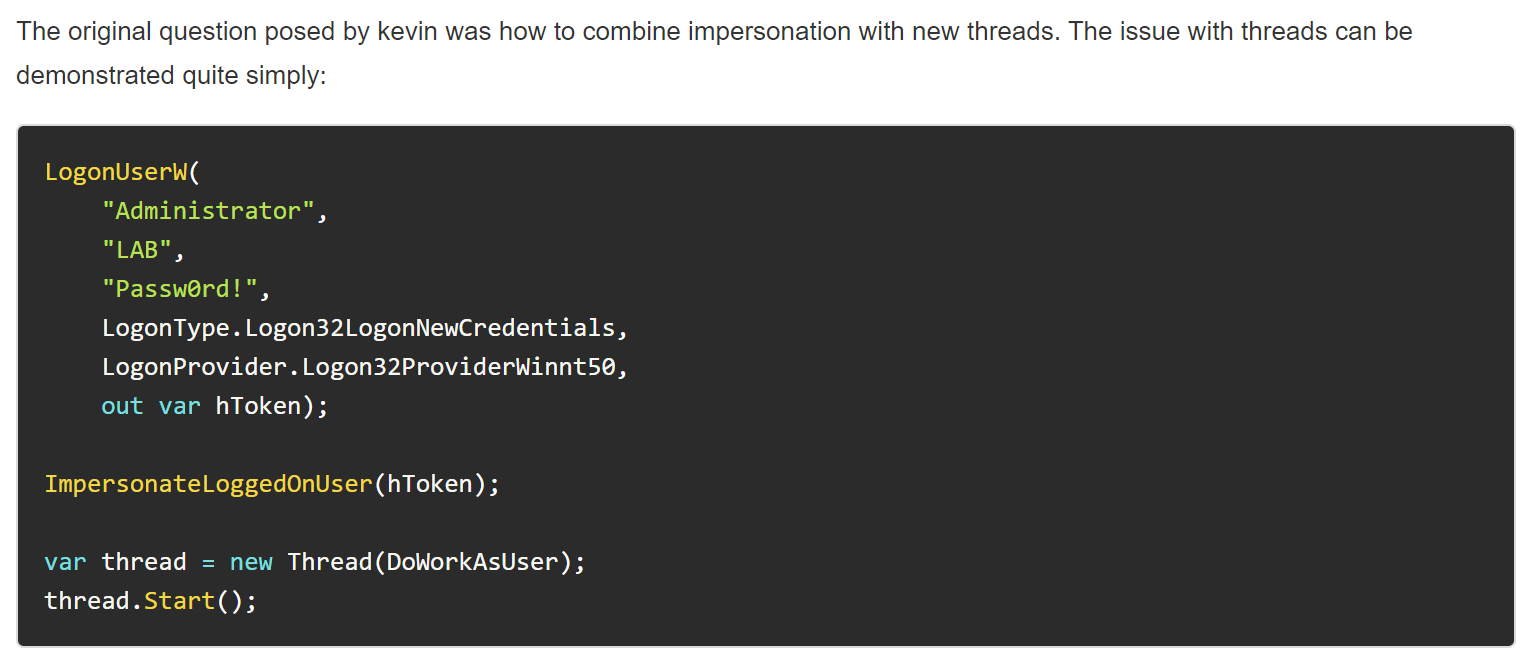 The original question posed by kevin was how to combine impersonation with new threads. The issue with threads can be
demonstrated quite simply:
LogonUserW(
    "Administrator",
    "LAB",
    "Passw0rd!",
    LogonType.Logon32LogonNewCredentials,
    LogonProvider.Logon32ProviderWinnt50,
    out var hToken);
ImpersonateLoggedOnUser(hToken);
var thread = new Thread(DoWorkAsUser);
thread.Start();